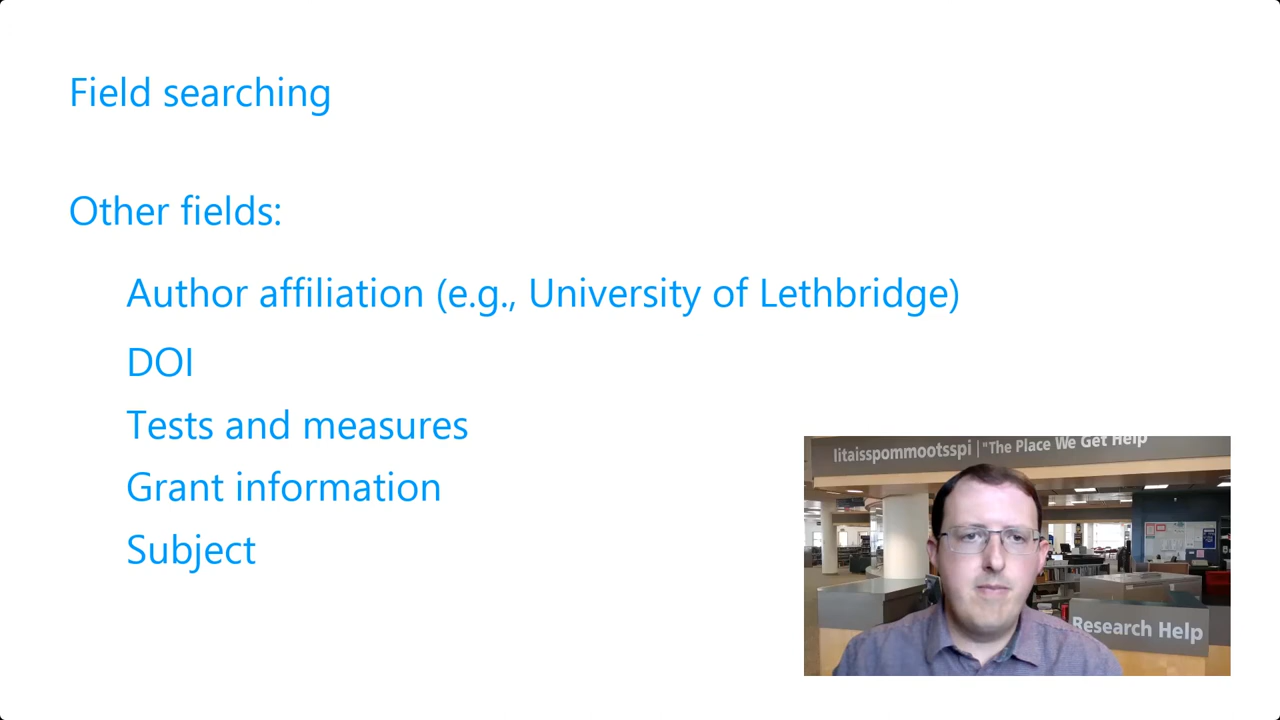 Field searching
Other fields:
Author affiliation (e.g., University of Lethbridge)
DOI
Tests and measures
Grant information
Subject
Iitaisspommootsspi | "The Place We Get Help
Research Help